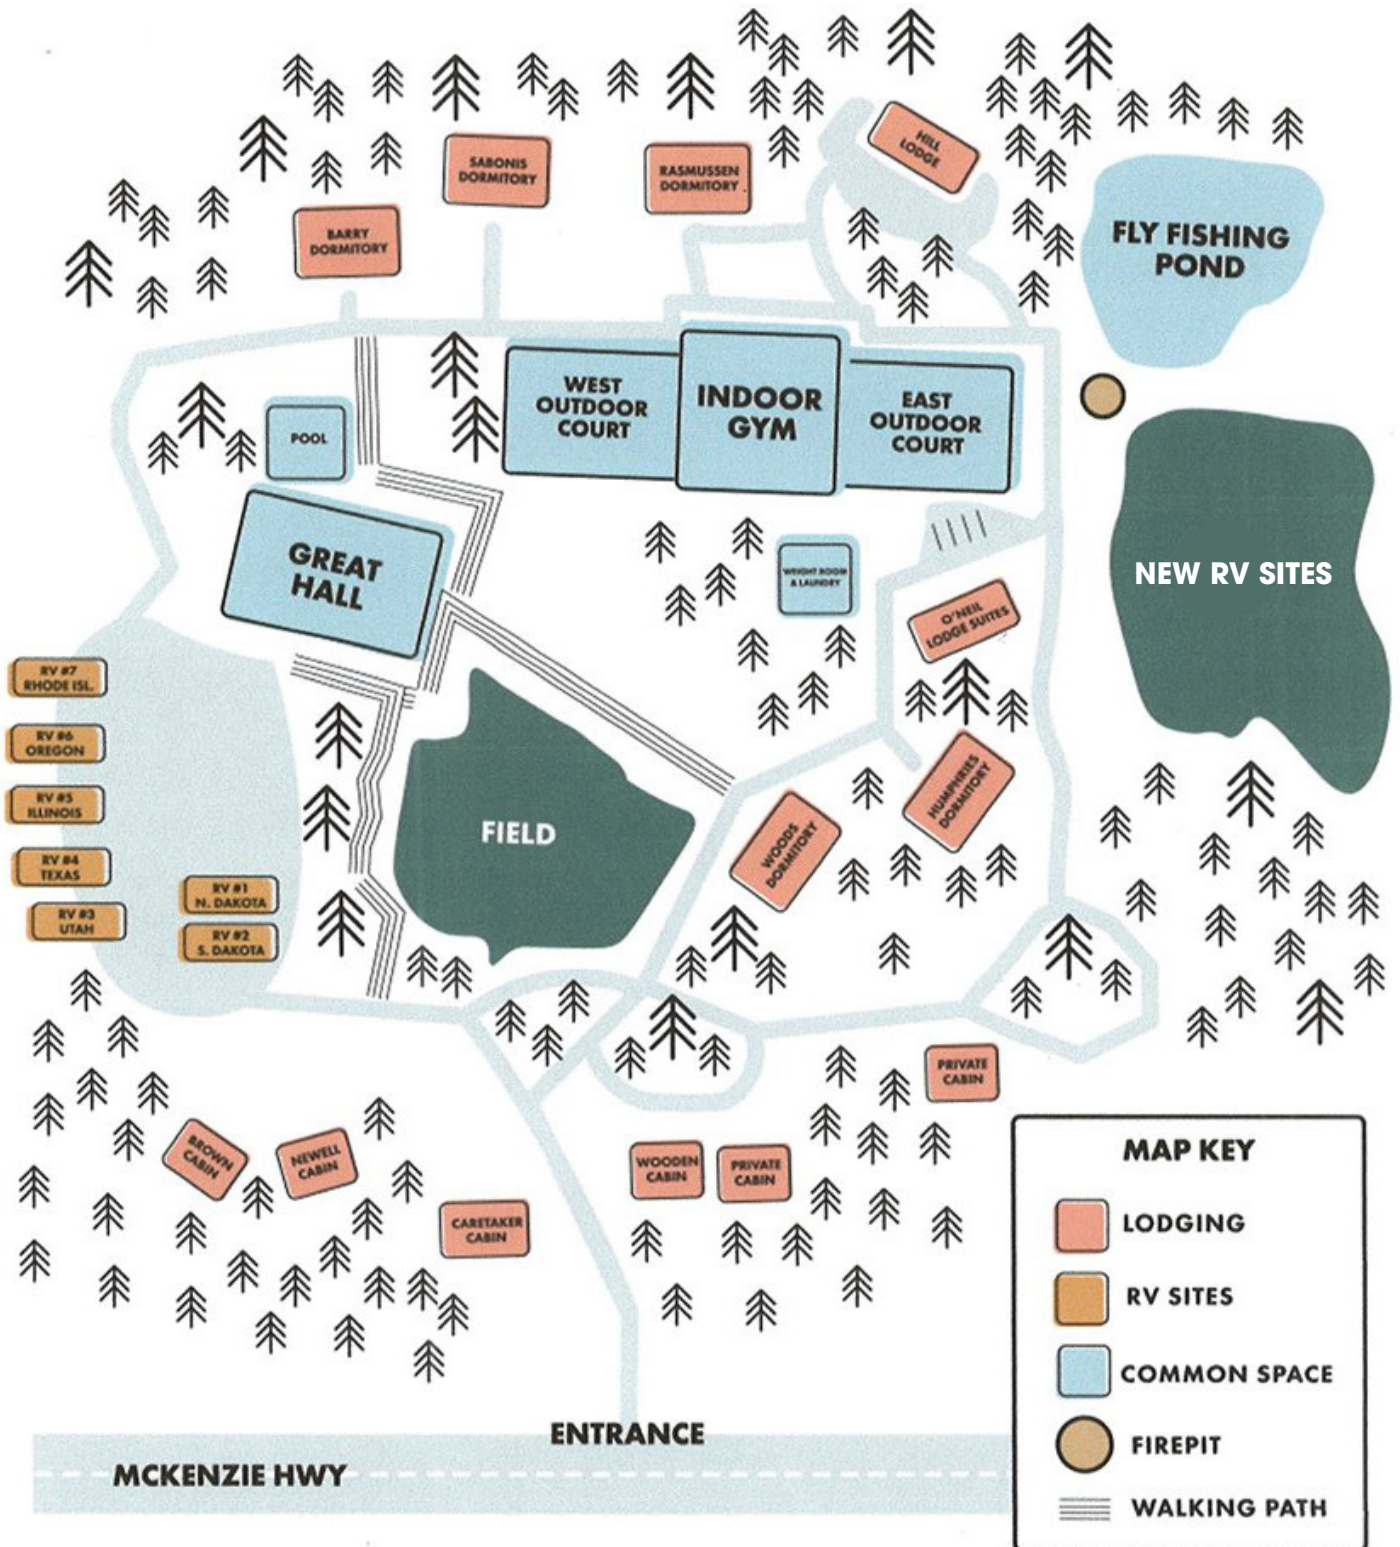 HILL
LODGE
SABONIS
DORMITORY
RASMUSSEN
DORMITORY
BARRY
DORMITORY
FLY FISHING
POND
WEST
OUTDOOR
COURT
INDOOR
GYM
EAST
OUTDOOR
COURT
POOL
GREAT
HALL
WEIGHT ROOM
& LAUNDRY
NEW RV SITES
O'NEIL
LODGE SUITES
RV #7
RHODE ISL.
RV #6
OREGON
RV #5
ILLINOIS
RV #4
TEXAS
RV #3
UTAH
RV #1
N. DAKOTA
RV #2
S. DAKOTA
FIELD
HUMPHRIES
DORMITORY
WOODS
DORMITORY
PRIVATE
CABIN
BROWN
CABIN
NEWELL
CABIN
WOODEN
CABIN
PRIVATE
CABIN
CARETAKER
CABIN
MAP KEY
LODGING
RV SITES
COMMON SPACE
FIREPIT
WALKING PATH
ENTRANCE
MCKENZIE HWY